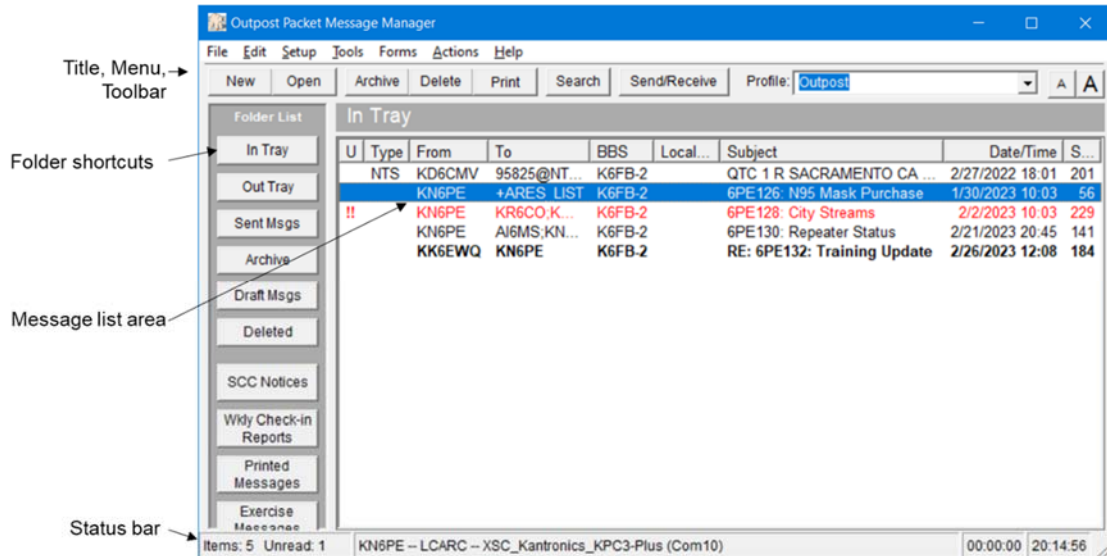 Outpost Packet Message Manager
File Edit Setup Tools Forms Actions Help
Title, Menu,
Toolbar
New Open Archive Delete Print Search Send/Receive Profile: Outpost A A
Folder List
In Tray
Folder shortcuts
In Tray
Out Tray
Sent Msgs
Archive
Draft Msgs
Deleted
SCC Notices
Wkly Check-in
Reports
Printed
Messages
Exercise
Messages
U Type From To BBS Local... Subject Date/Time S...
NTS KD6CMV 95825@NT... K6FB-2 QTC 1 R SACRAMENTO CA ... 2/27/2022 18:01 201
KN6PE +ARES_LIST K6FB-2 6PE126: N95 Mask Purchase 1/30/2023 10:03 56
!! KN6PE KR6CO;K... K6FB-2 6PE128: City Streams 2/2/2023 10:03 229
KN6PE AI6MS;KN... K6FB-2 6PE130: Repeater Status 2/21/2023 20:45 141
KK6EWQ KN6PE K6FB-2 RE: 6PE132: Training Update 2/26/2023 12:08 184
Message list area
Status bar
Items: 5 Unread: 1 KN6PE -- LCARC -- XSC_Kantronics_KPC3-Plus (Com10) 00:00:00 20:14:56